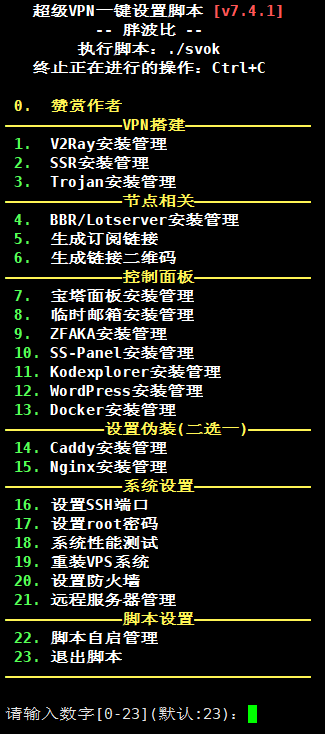 超级VPN一键设置脚本 [v7.4.1]
-- 胖波比 --
执行脚本: ./svok
终止正在进行的操作: Ctrl+C
0. 赞赏作者
VPN搭建
1. V2Ray安装管理
2. SSR安装管理
3. Trojan安装管理
节点相关
4. BBR/Lotserver安装管理
5. 生成订阅链接
6. 生成链接二维码
控制面板
7. 宝塔面板安装管理
8. 临时邮箱安装管理
9. ZFAKA安装管理
10. SS-Panel安装管理
11. Kodexplorer安装管理
12. WordPress安装管理
13. Docker安装管理
设置伪装(二选一)
14. Caddy安装管理
15. Nginx安装管理
系统设置
16. 设置SSH端口
17. 设置root密码
18. 系统性能测试
19. 重装VPS系统
20. 设置防火墙
21. 远程服务器管理
脚本设置
22. 脚本自启管理
23. 退出脚本
请输入数字[0-23](默认:23):